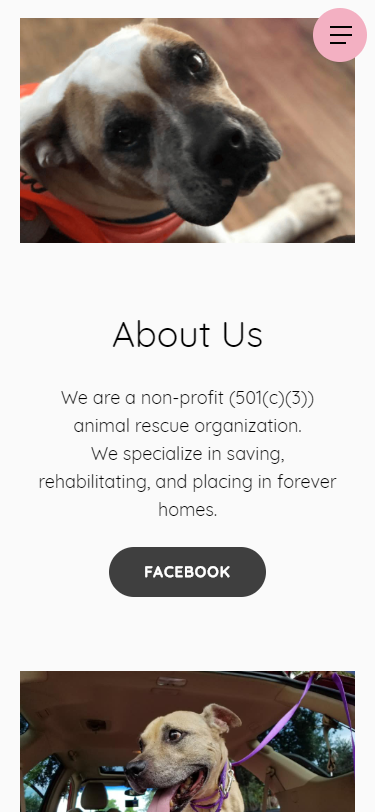 About Us
We are a non-profit (501(c)(3))
animal rescue organization.
We specialize in saving,
rehabilitating, and placing in forever
homes.
FACEBOOK